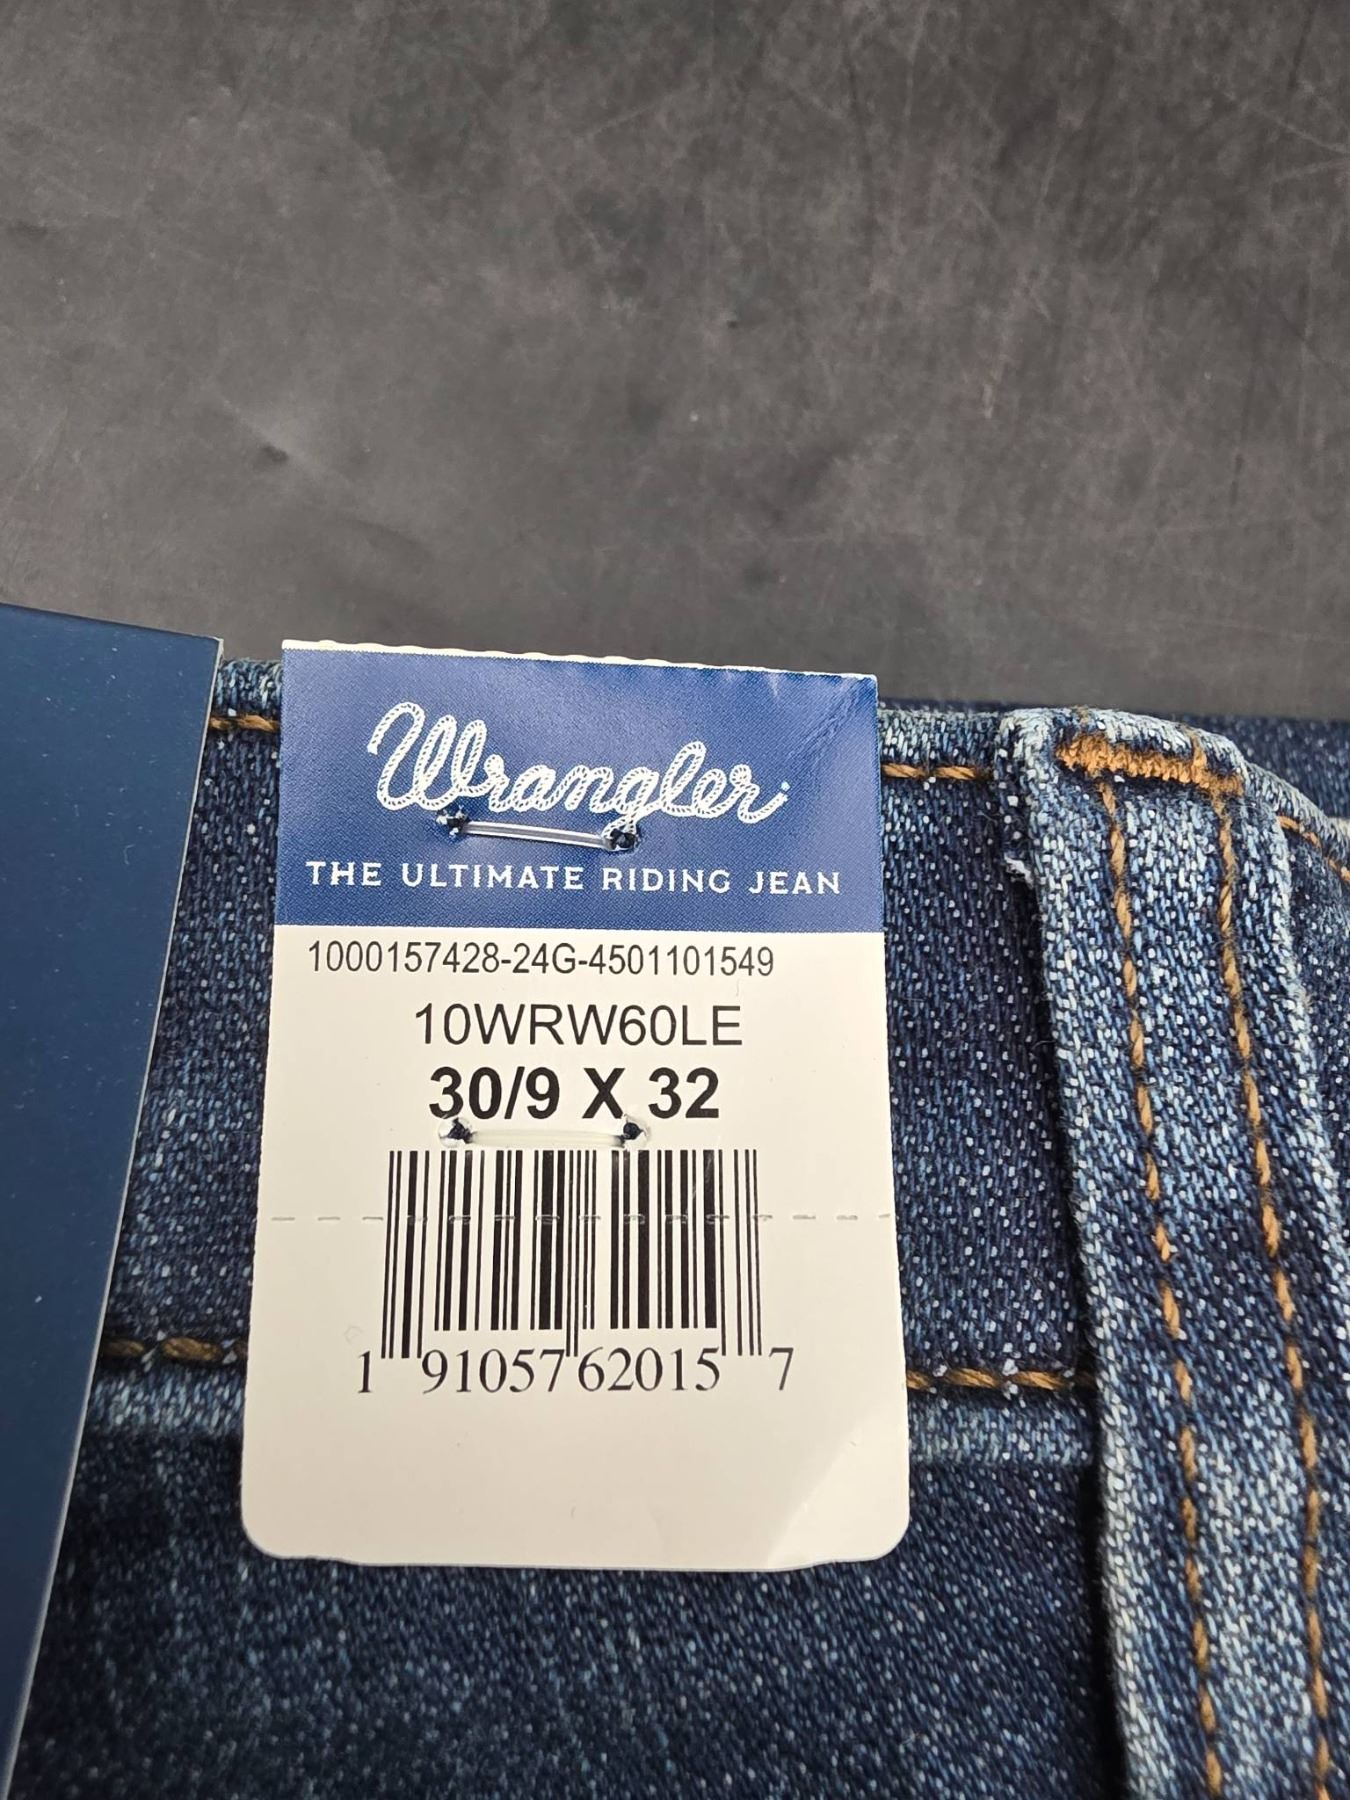 Wrangler
THE ULTIMATE RIDING JEAN
1000157428-24G-4501101549
10WRW60LE
30/9 X 32
1 91057 62015 7